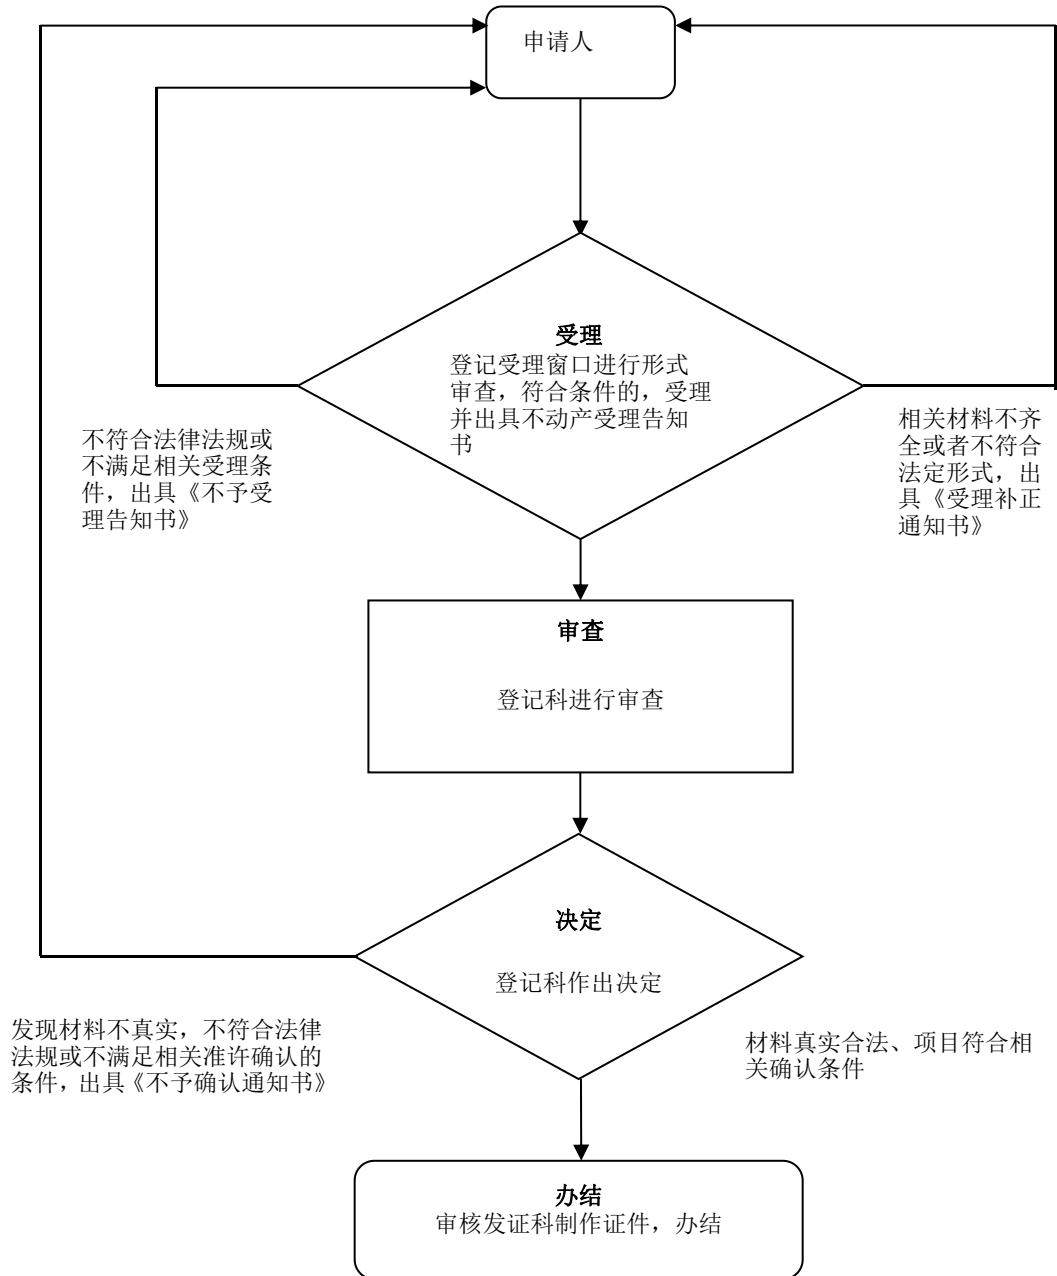 申请人
受理
登记受理窗口进行形式
审查，符合条件的，受理
并出具不动产受理告知
书
不符合法律法规或
不满足相关受理条
件，出具《不予受
理告知书》
相关材料不齐
全或者不符合
法定形式，出
具《受理补正
通知书》
审查
登记科进行审查
决定
登记科作出决定
发现材料不真实，不符合法律
法规或不满足相关准许确认的
条件，出具《不予确认通知书》
材料真实合法、项目符合相
关确认条件
办结
审核发证科制作证件，办结